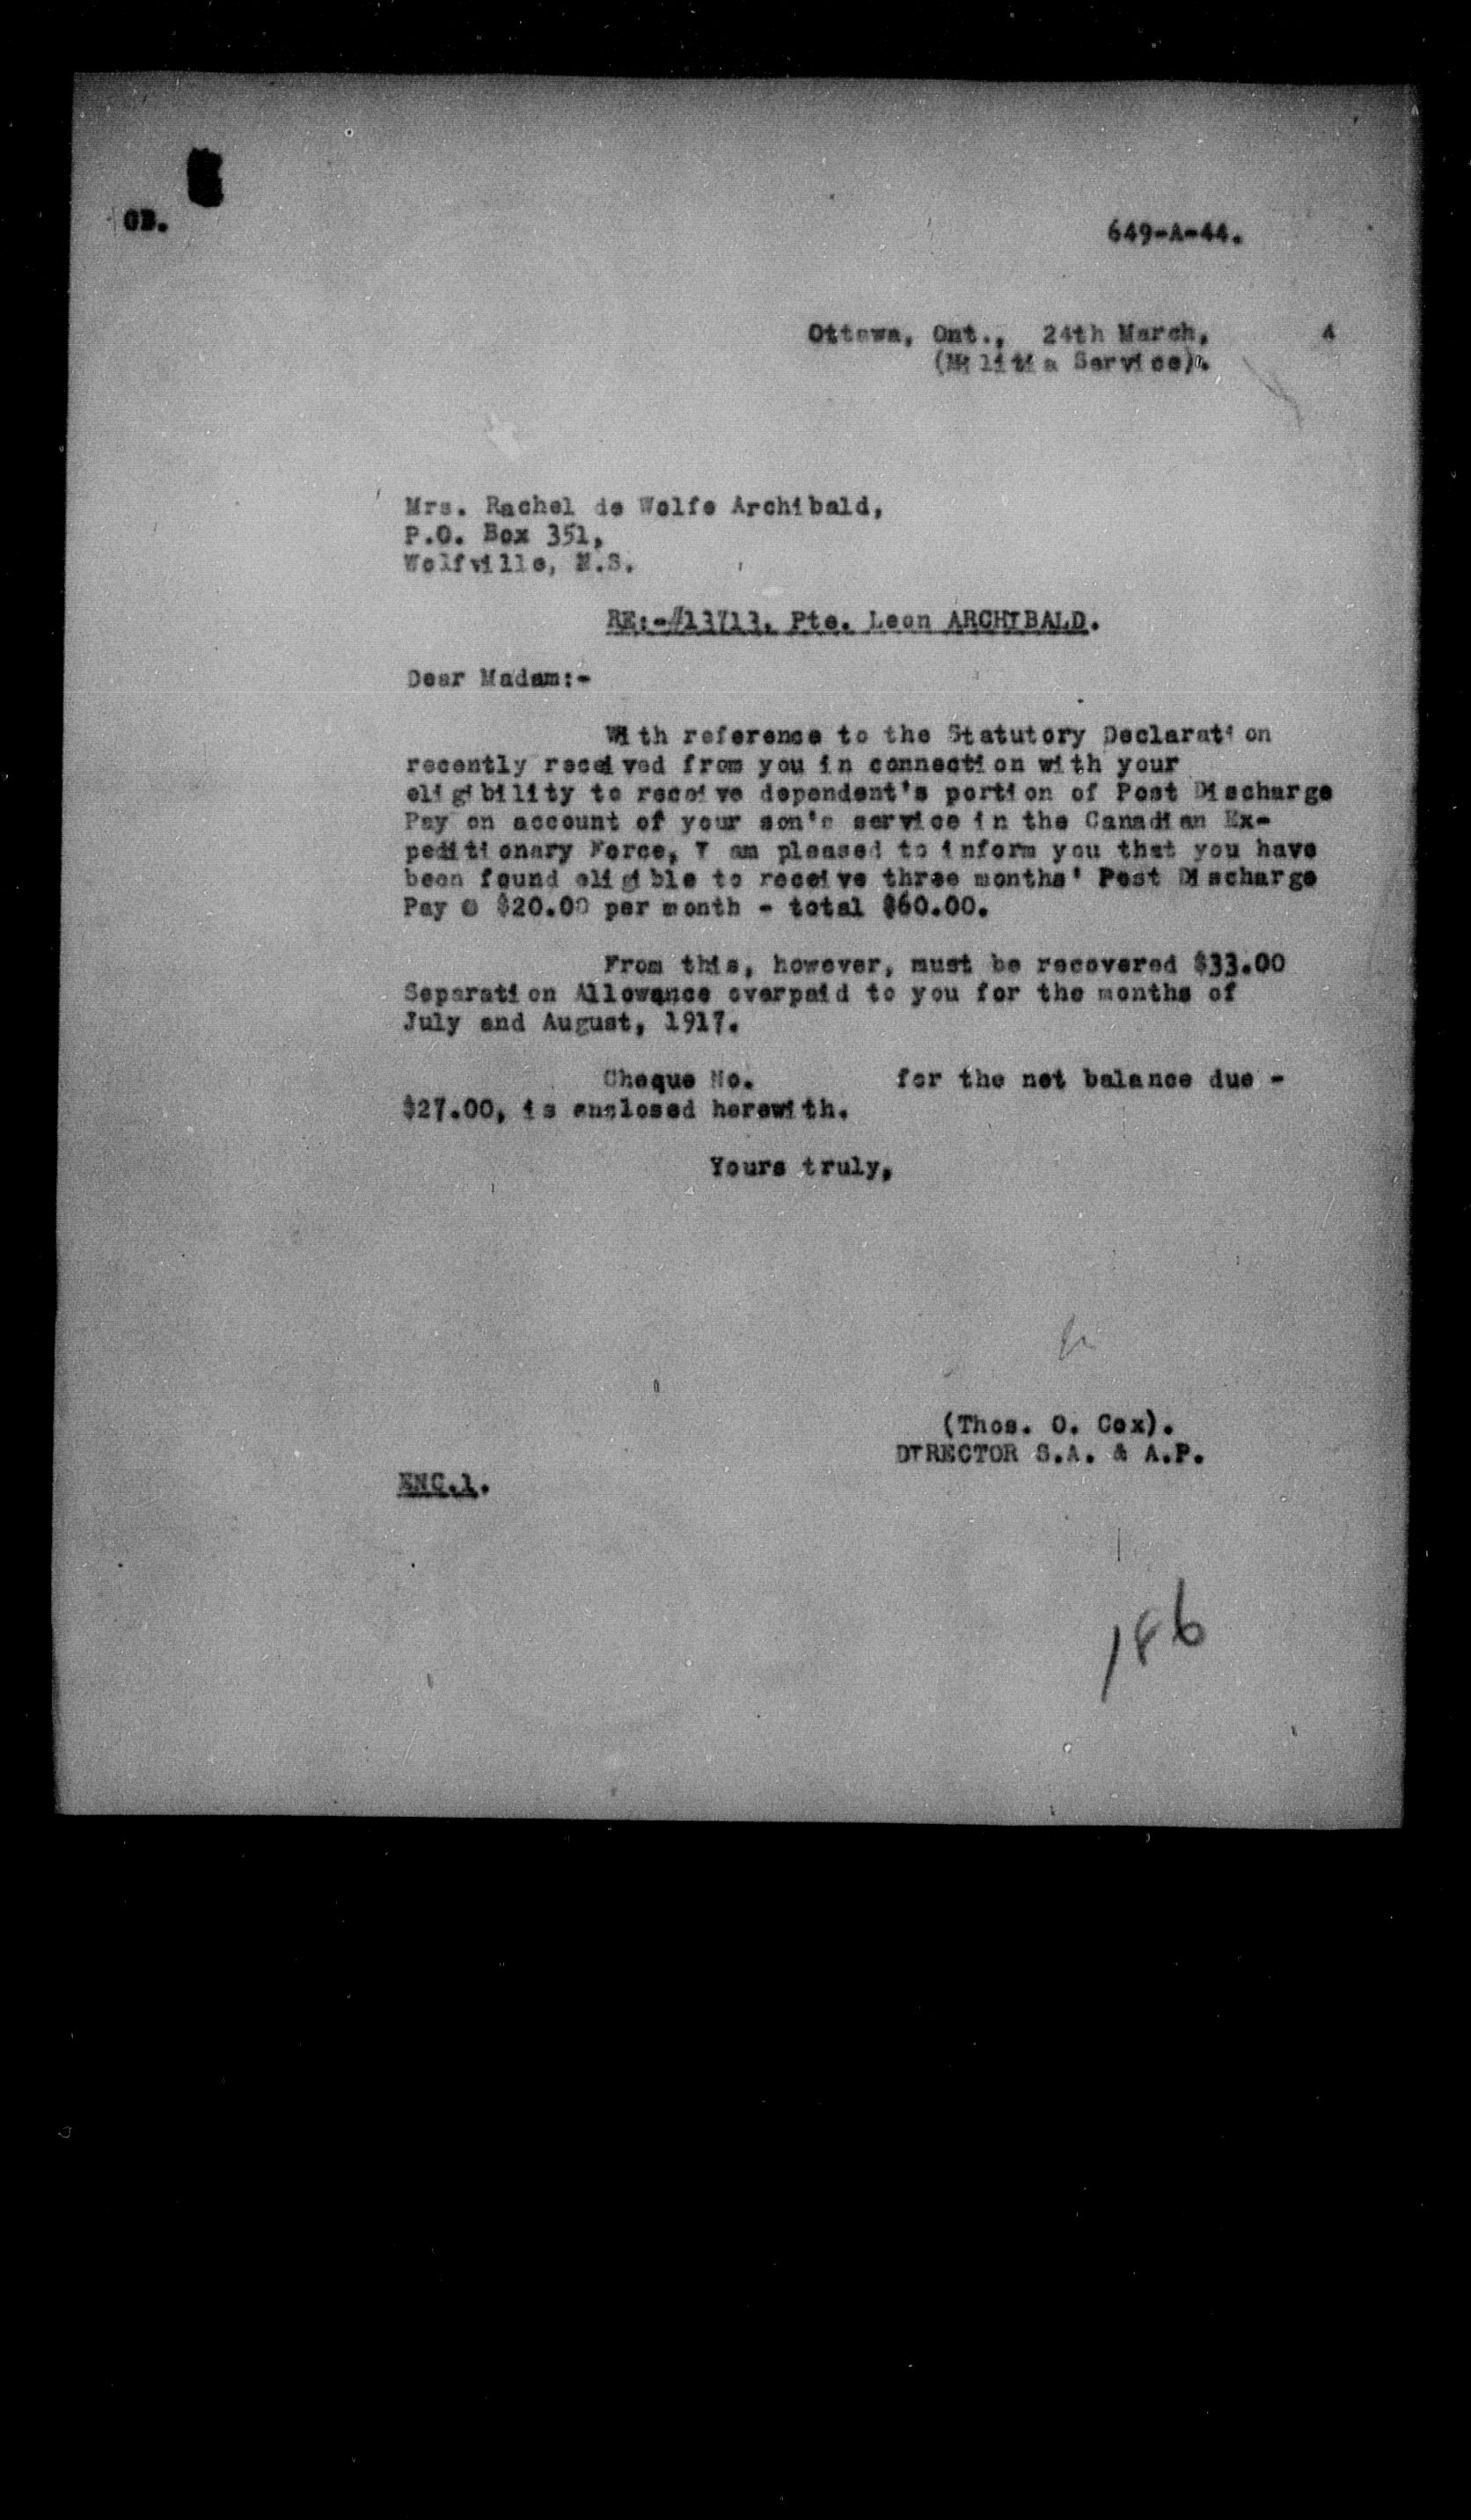 GB.
649-A-44.
Ottawa, Ont., 24th March, 4
(Militia Service).
Mrs. Rachel de Wolfe Archibald,
P.O. Box 351,
Wolfville, N.S.
RE:-#13713, Pte. Leon ARCHIBALD.
Dear Madam:-
With reference to the Statutory Declaration
recently received from you in connection with your
eligibility to receive dependent's portion of Post Discharge
Pay on account of your son's service in the Canadian Ex-
peditionary Force, I am pleased to inform you that you have
been found eligible to receive three months' Post Discharge
Pay @ $20.00 per month - total $60.00.
From this, however, must be recovered $33.00
Separation Allowance overpaid to you for the months of
July and August, 1917.
Cheque No. for the net balance due -
$27.00, is enclosed herewith.
Yours truly,
(Thos. O. Cox).
DIRECTOR S.A. & A.P.
ENC.1.
186